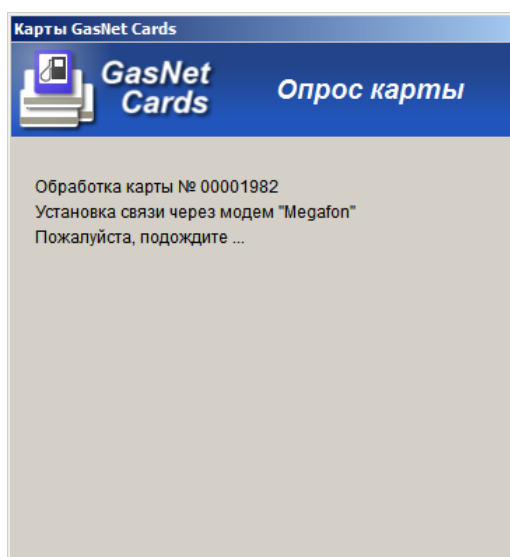 Карты GasNet Cards
GasNet
Cards
Опрос карты
Обработка карты № 00001982
Установка связи через модем "Megafon"
Пожалуйста, подождите ...